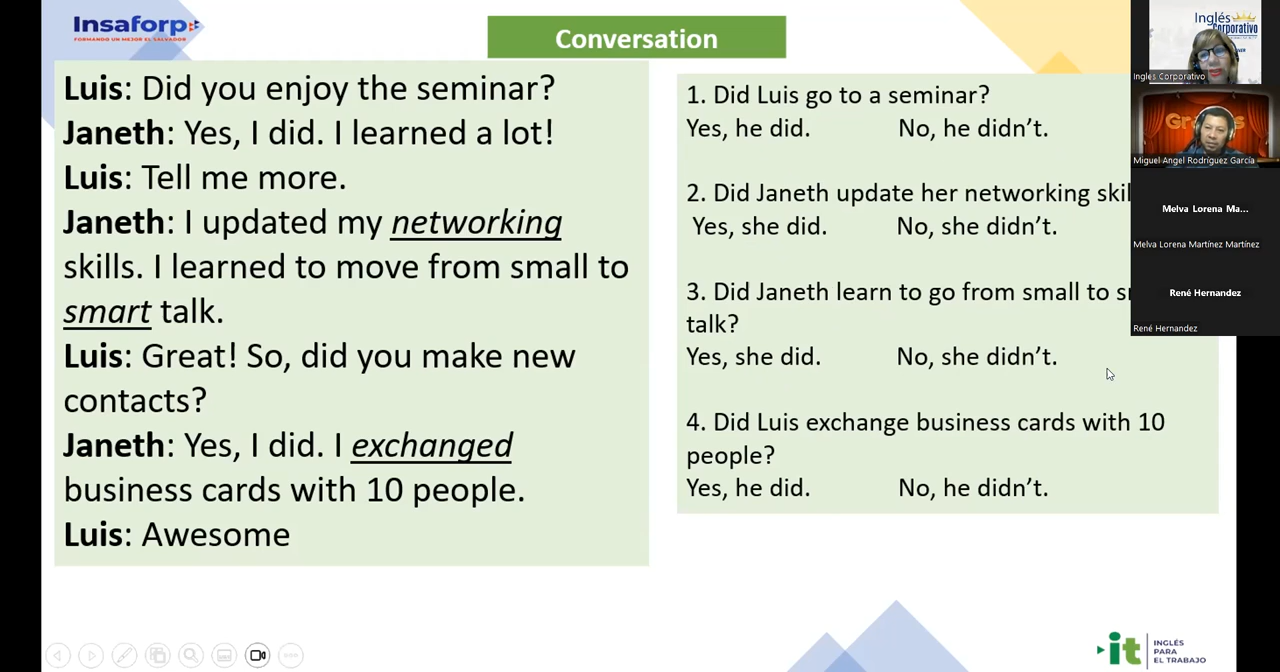 Insaforp
FORMANDO UN MEJOR EL SALVADOR
Conversation
Luis: Did you enjoy the seminar?
Janeth: Yes, I did. I learned a lot!
Luis: Tell me more.
Janeth: I updated my networking
skills. I learned to move from small to
smart talk.
Luis: Great! So, did you make new
contacts?
Janeth: Yes, I did. I exchanged
business cards with 10 people.
Luis: Awesome
1. Did Luis go to a seminar?
Yes, he did. No, he didn’t.
2. Did Janeth update her networking skil
Yes, she did. No, she didn’t.
3. Did Janeth learn to go from small to s
talk?
Yes, she did. No, she didn’t.
4. Did Luis exchange business cards with 10
people?
Yes, he did. No, he didn’t.
Inglés
Corporativo
Ingles Corporativo
Miguel Angel Rodríguez García
Melva Lorena Ma...
Melva Lorena Martínez Martínez
René Hernandez
René Hernandez
it
INGLÉS
PARA
EL TRABAJO